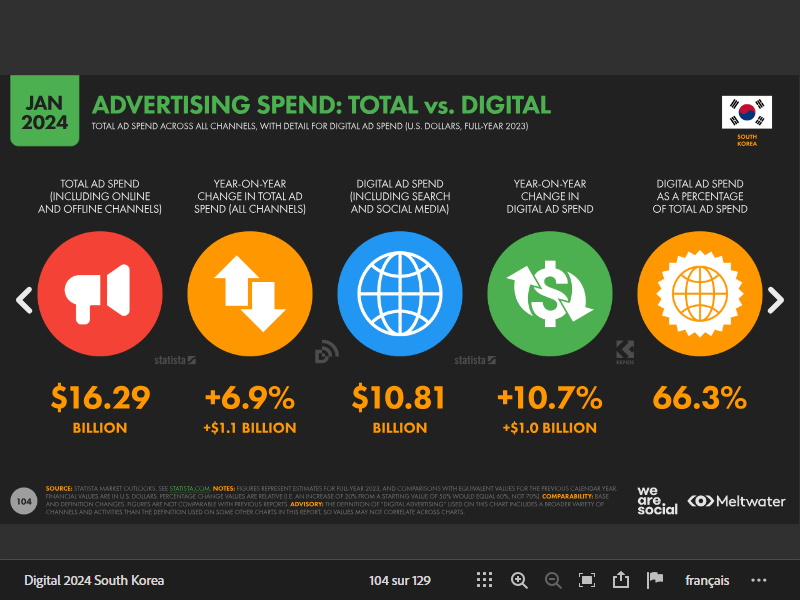 JAN
2024
ADVERTISING SPEND: TOTAL vs. DIGITAL
TOTAL AD SPEND ACROSS ALL CHANNELS, WITH DETAIL FOR DIGITAL AD SPEND (U.S. DOLLARS, FULL-YEAR 2023)
SOUTH
KOREA
TOTAL AD SPEND
(INCLUDING ONLINE
AND OFFLINE CHANNELS)
YEAR-ON-YEAR
CHANGE IN TOTAL AD
SPEND (ALL CHANNELS)
DIGITAL AD SPEND
(INCLUDING SEARCH
AND SOCIAL MEDIA)
YEAR-ON-YEAR
CHANGE IN
DIGITAL AD SPEND
DIGITAL AD SPEND
AS A PERCENTAGE
OF TOTAL AD SPEND
statista
statista
KEPIOS
$16.29
BILLION
+6.9%
+$1.1 BILLION
$10.81
BILLION
+10.7%
+$1.0 BILLION
66.3%
104
SOURCE: STATISTA MARKET OUTLOOKS. SEE STATISTA.COM. NOTES: FIGURES REPRESENT ESTIMATES FOR FULL-YEAR 2023, AND COMPARISONS WITH EQUIVALENT VALUES FOR THE PREVIOUS CALENDAR YEAR.
FINANCIAL VALUES ARE IN U.S. DOLLARS. PERCENTAGE CHANGE VALUES ARE RELATIVE (I.E. AN INCREASE OF 20% FROM A STARTING VALUE OF 50% WOULD EQUAL 60%, NOT 70%). COMPARABILITY: BASE
AND DEFINITION CHANGES. FIGURES ARE NOT COMPARABLE WITH PREVIOUS REPORTS. ADVISORY: THE DEFINITION OF "DIGITAL ADVERTISING" USED ON THIS CHART INCLUDES A BROADER VARIETY OF
CHANNELS AND ACTIVITIES THAN THE DEFINITION USED ON SOME OTHER CHARTS IN THIS REPORT, SO VALUES MAY NOT CORRELATE ACROSS CHARTS.
we
are.
social
Meltwater
Digital 2024 South Korea
104 sur 129
français